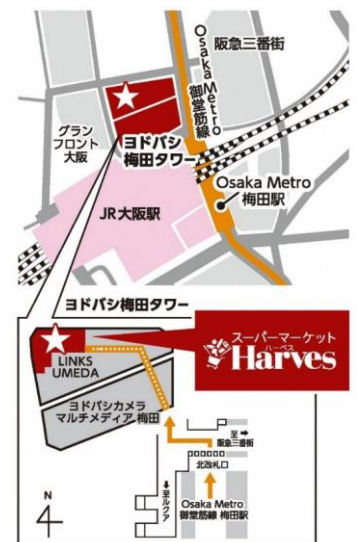 Osaka Metro
御堂筋線
阪急三番街
グラン
フロント
大阪
ヨドバシ
梅田タワー
Osaka Metro
梅田駅
JR大阪駅
ヨドバシ梅田タワー
LINKS
UMEDA
スーパーマーケット
ハーベス
Harves
ヨドバシカメラ
マルチメディア 梅田
至➡
阪急三番街
北改札口
至ルクア
N
4
Osaka Metro
御堂筋線 梅田駅